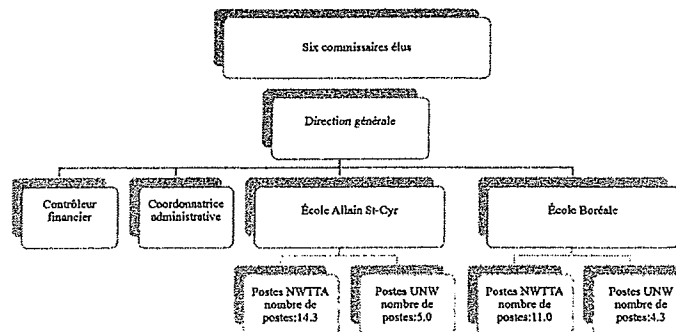 Six commissaires élus
Direction générale
Contrôleur
financier
Coordonnatrice
administrative
École Allain St-Cyr
École Boréale
Postes NWTTA
nombre de
postes:14.3
Postes UNW
nombre de
postes:5.0
Postes NWTTA
nombre de
postes:11.0
Postes UNW
nombre de
postes:4.3